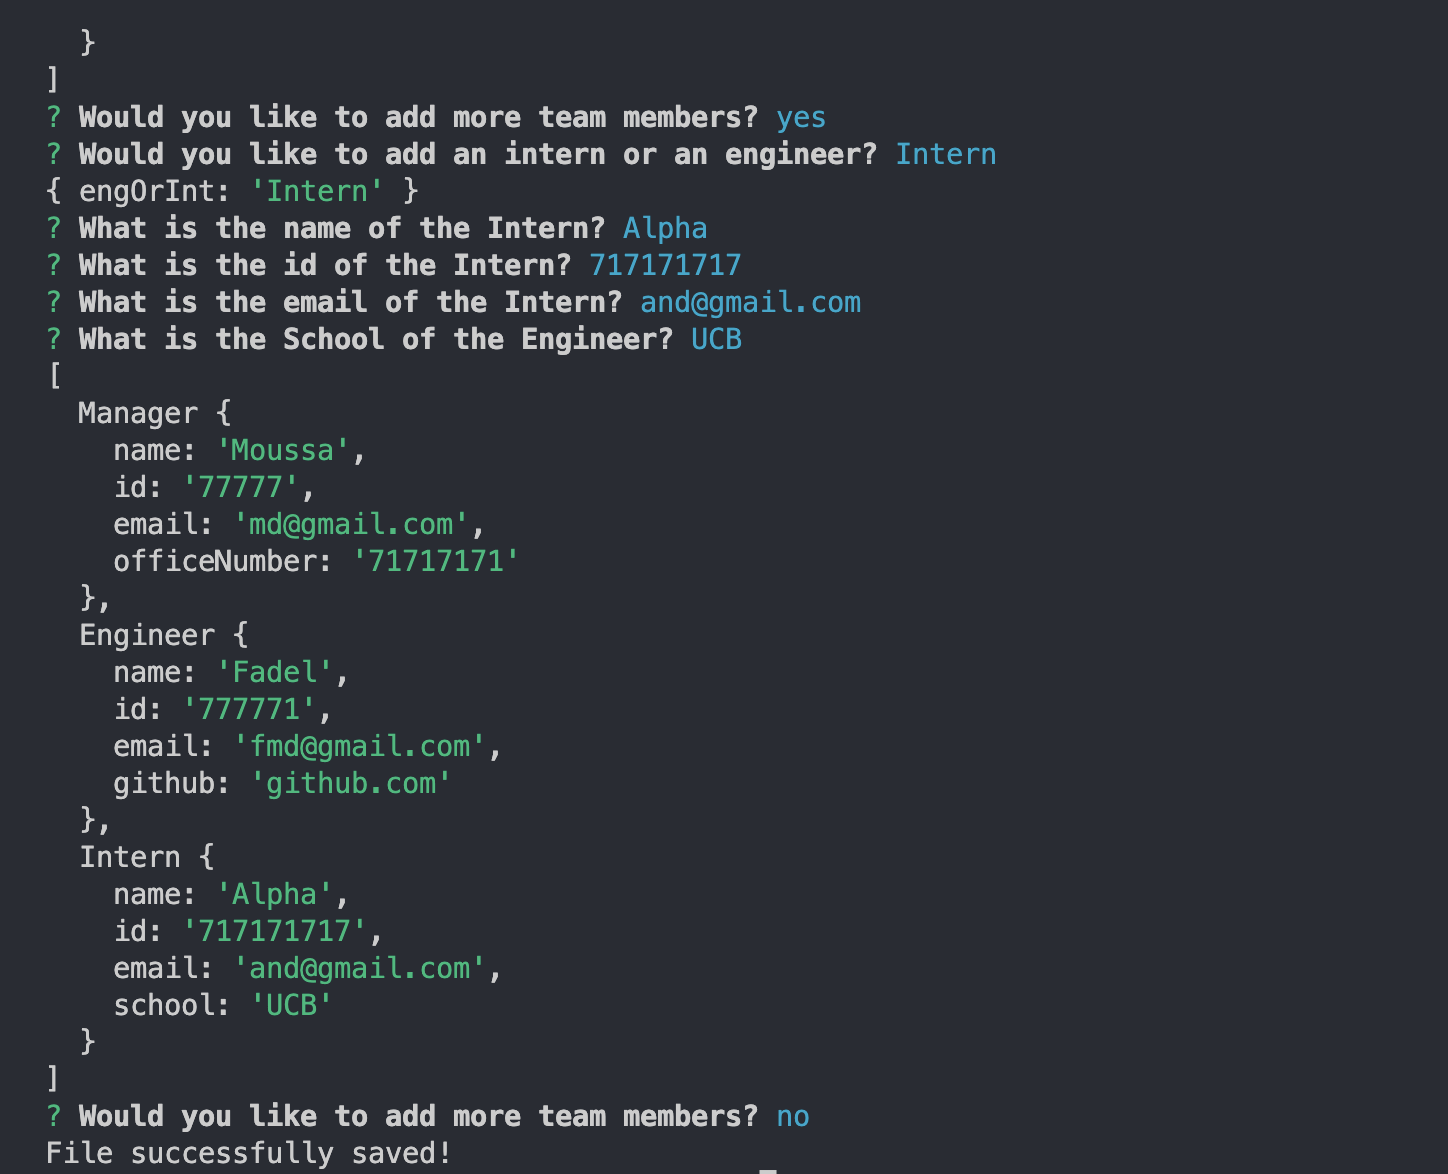 }
]
? Would you like to add more team members? yes
? Would you like to add an intern or an engineer? Intern
{ engOrInt: 'Intern' }
? What is the name of the Intern? Alpha
? What is the id of the Intern? 717171717
? What is the email of the Intern? and@gmail.com
? What is the School of the Engineer? UCB
[
  Manager {
    name: 'Moussa',
    id: '77777',
    email: 'md@gmail.com',
    officeNumber: '71717171'
  },
  Engineer {
    name: 'Fadel',
    id: '777771',
    email: 'fmd@gmail.com',
    github: 'github.com'
  },
  Intern {
    name: 'Alpha',
    id: '717171717',
    email: 'and@gmail.com',
    school: 'UCB'
  }
]
? Would you like to add more team members? no
File successfully saved!